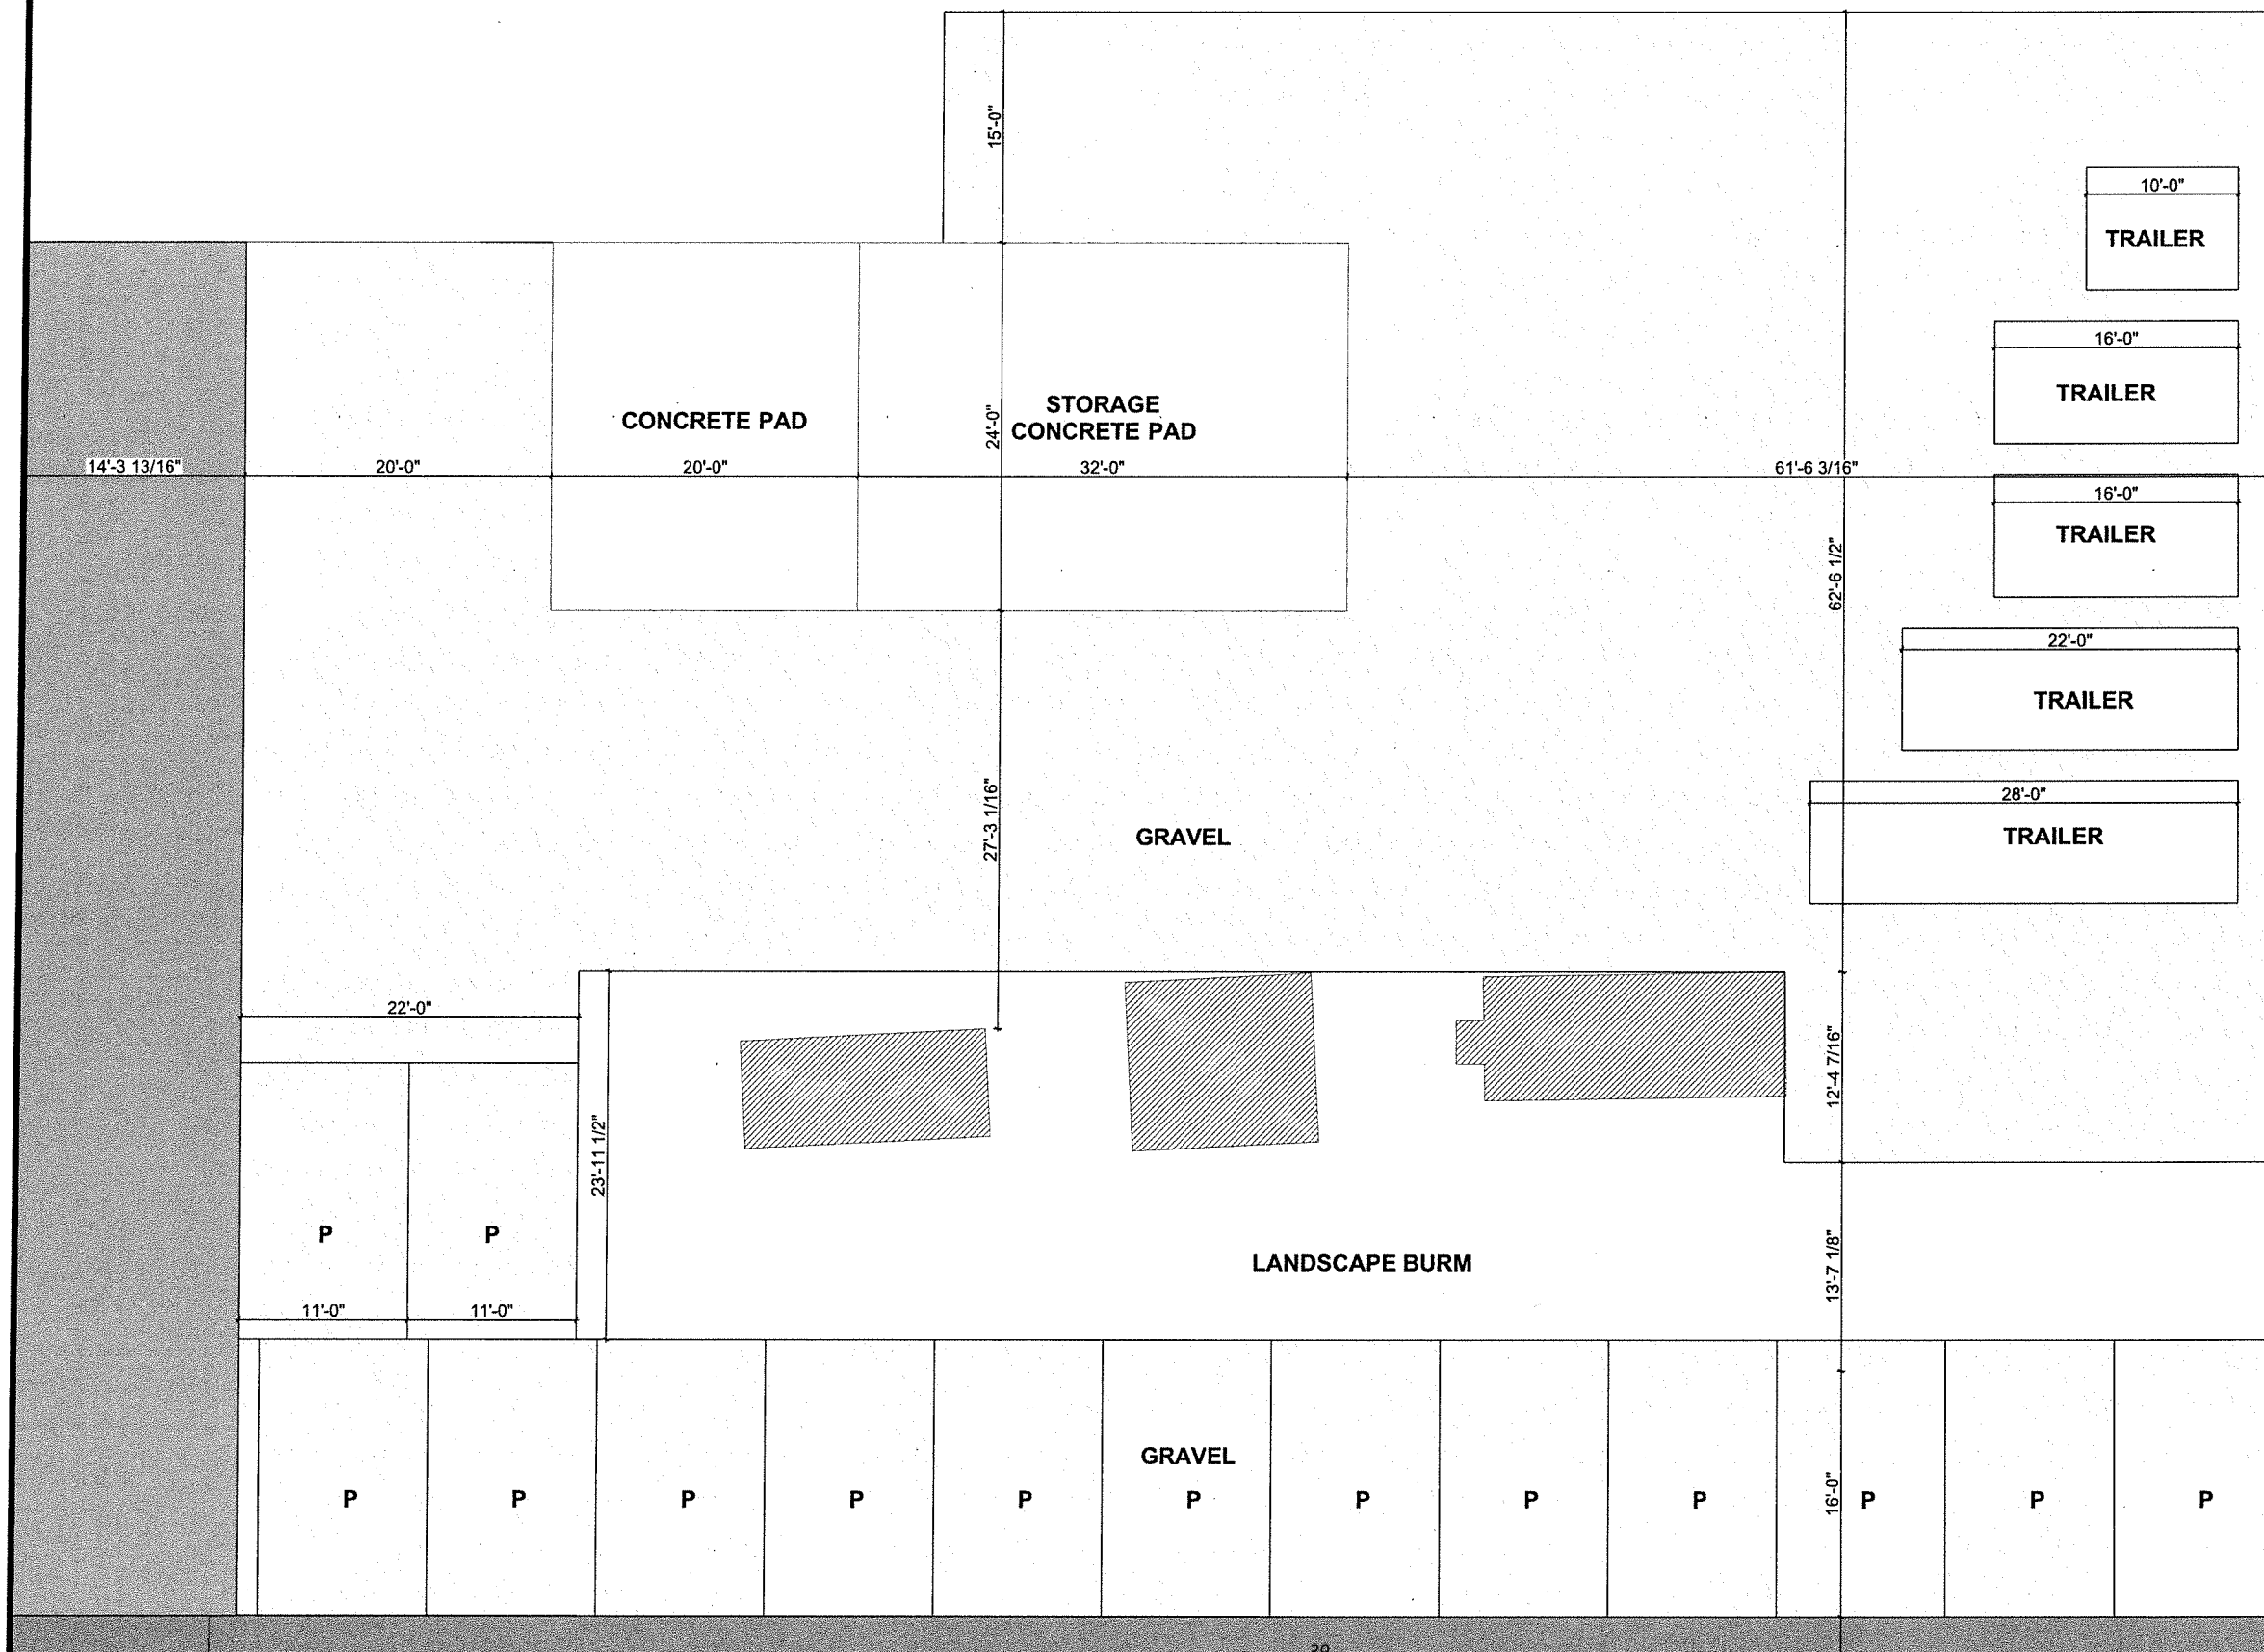 15'-0"
10'-0"
TRAILER
16'-0"
TRAILER
CONCRETE PAD
STORAGE
CONCRETE PAD
24'-0"
14'-3 13/16"
20'-0"
20'-0"
32'-0"
61'-6 3/16"
16'-0"
TRAILER
62'-6 1/2"
22'-0"
TRAILER
28'-0"
TRAILER
27'-3 1/16"
GRAVEL
22'-0"
12'-4 7/16"
23'-11 1/2"
P
P
LANDSCAPE BURM
13'-7 1/8"
11'-0"
11'-0"
GRAVEL
16'-0"
P
P
P
P
P
P
P
P
P
P
P
P